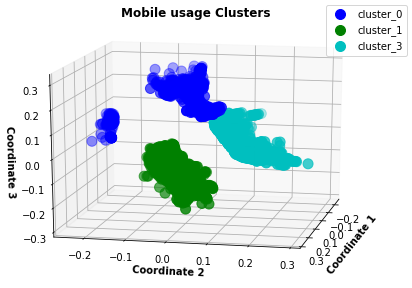 Mobile usage Clusters
cluster_0
cluster_1
cluster_3
0.3
0.2
0.1
0.0
−0.1
−0.2
−0.3
Coordinate 3
−0.2
−0.1
0.0
0.1
0.2
0.3
Coordinate 2
−0.2
−0.1
0.0
0.1
0.2
0.3
Coordinate 1